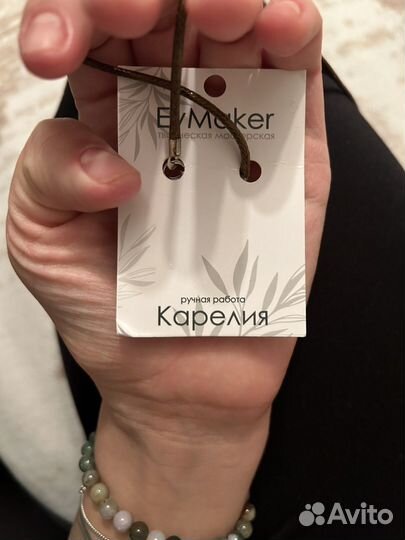 EvMaker
творческая мастерская
ручная работа
Карелия
Avito